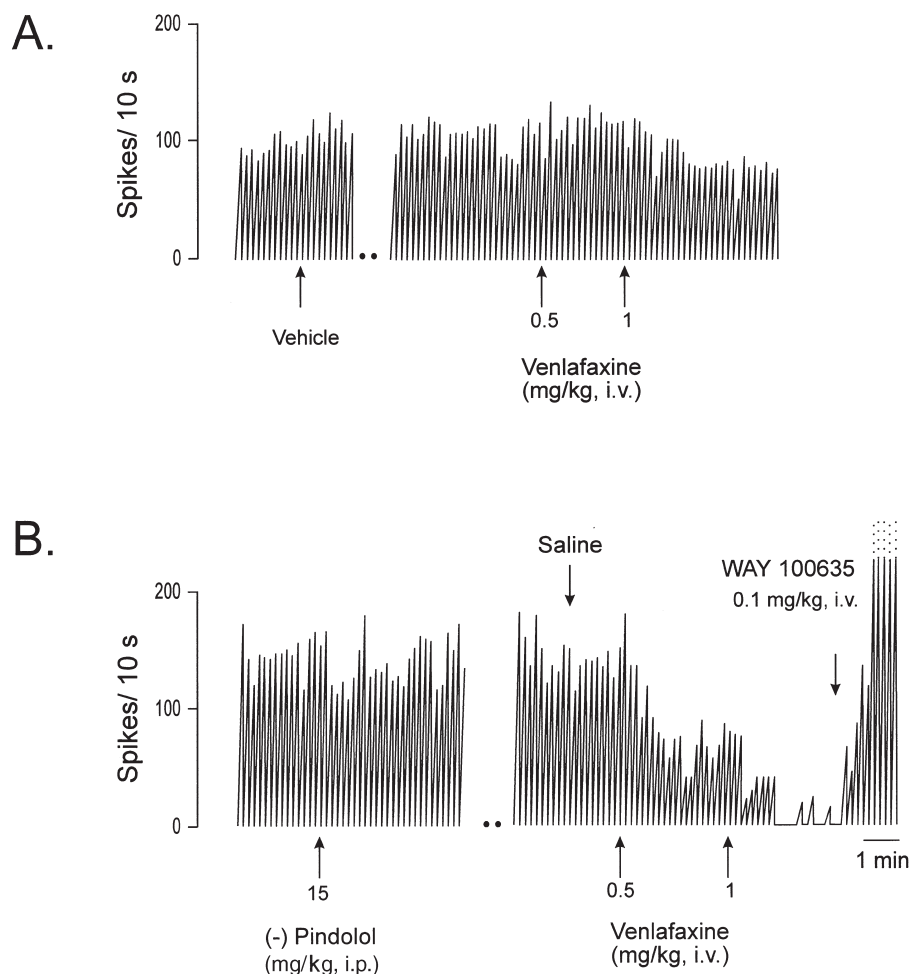 A.
200
100
0
Spikes/ 10 s
Vehicle
0.5
1
Venlafaxine
(mg/kg, i.v.)
B.
Saline
WAY 100635
0.1 mg/kg, i.v.
200
100
0
Spikes/ 10 s
1 min
15
0.5
1
(-) Pindolol
(mg/kg, i.p.)
Venlafaxine
(mg/kg, i.v.)